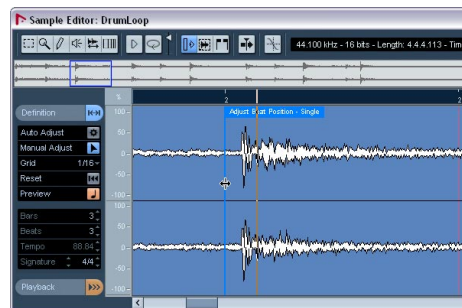 Sample Editor: DrumLoop
44.100 kHz - 16 bits - Length: 4.4.4.113 - Tim
%
2
2
Definition
Adjust Beat Position - Single
Auto Adjust
Manual Adjust
Grid 1/16
Reset
Preview
Bars 3
Beats 3
Tempo 88.84
Signature 4/4
Playback
100
50
0
-50
-100
100
50
0
-50
-100